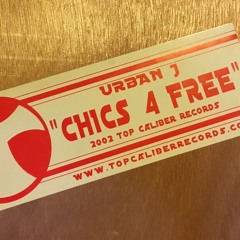 URBAN J
"CHICS 4 FREE"
2002 TOP CALIBER RECORDS
WWW.TOPCALIBERRECORDS.CO